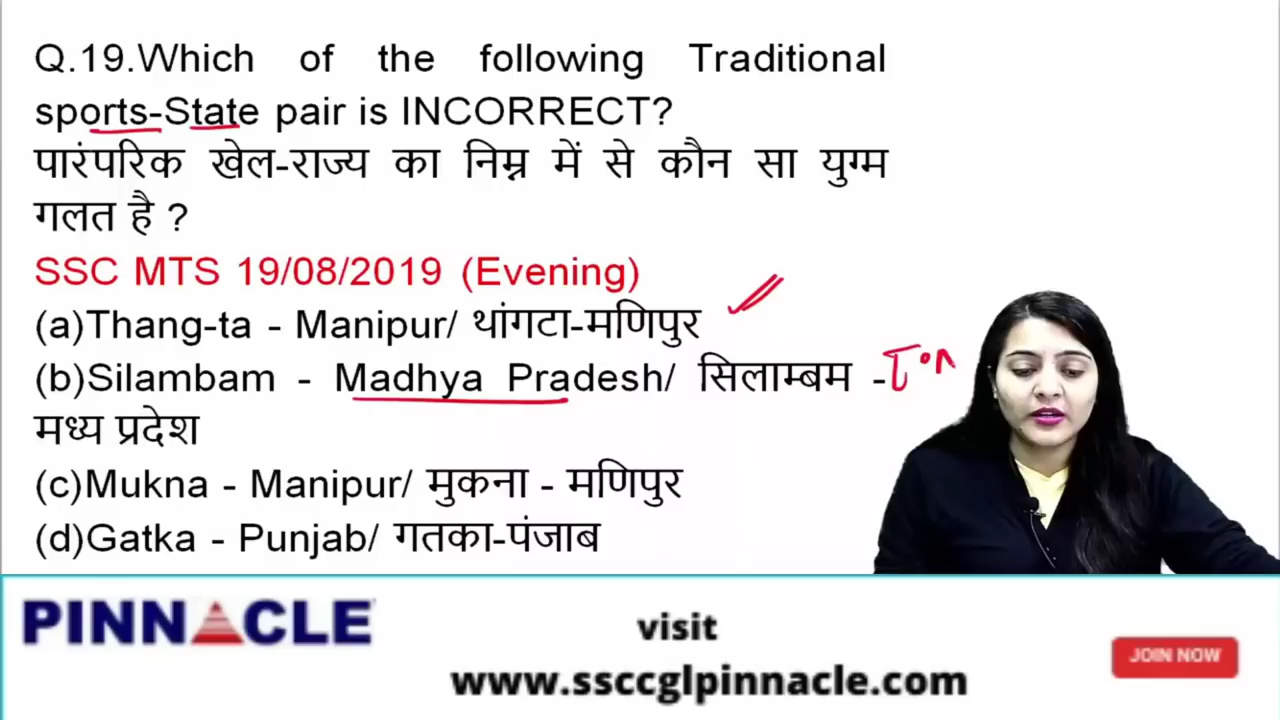 Q.19.Which of the following Traditional
sports-State pair is INCORRECT?
पारंपरिक खेल-राज्य का निम्न में से कौन सा युग्म
गलत है ?
SSC MTS 19/08/2019 (Evening)
(a)Thang-ta - Manipur/ थांगटा-मणिपुर
(b)Silambam - Madhya Pradesh/ सिलाम्बम -
मध्य प्रदेश
(c)Mukna - Manipur/ मुकना - मणिपुर
(d)Gatka - Punjab/ गतका-पंजाब
PINNACLE
visit
www.ssccglpinnacle.com
JOIN NOW